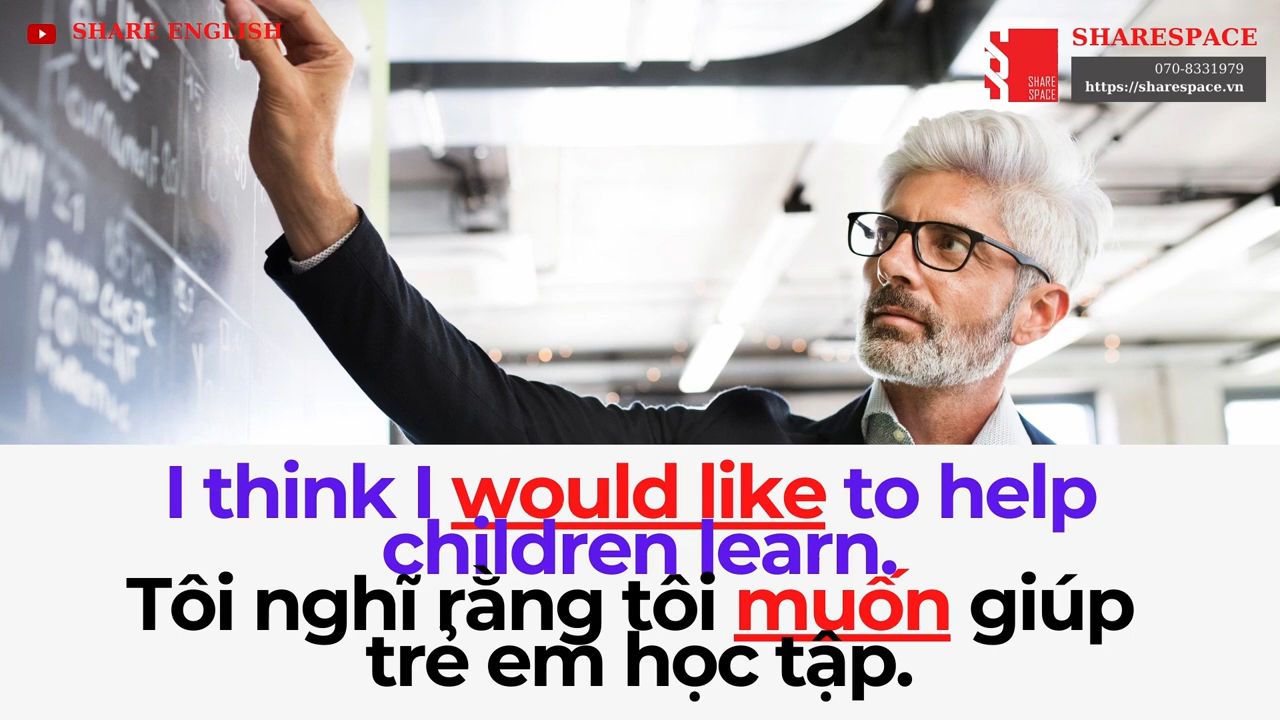 SHARE ENGLISH
SHARESPACE
SHARE
SPACE
070-8331979
https://sharespace.vn
I think I would like to help
children learn.
Tôi nghĩ rằng tôi muốn giúp
trẻ em học tập.